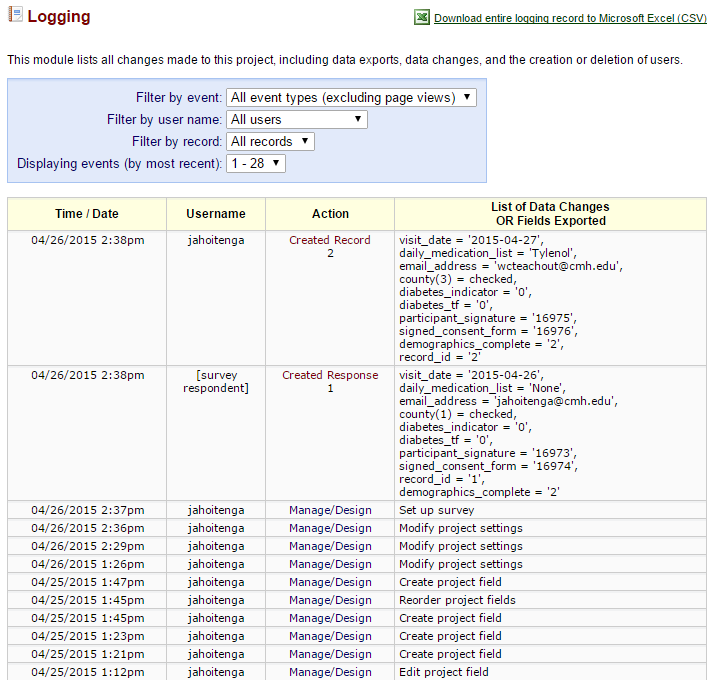 Logging
Download entire logging record to Microsoft Excel (CSV)
This module lists all changes made to this project, including data exports, data changes, and the creation or deletion of users.
Filter by event: All event types (excluding page views)
Filter by user name: All users
Filter by record: All records
Displaying events (by most recent): 1 - 28
Time / Date Username Action List of Data Changes
OR Fields Exported
04/26/2015 2:38pm jahoitenga Created Record
2
visit_date = '2015-04-27',
daily_medication_list = 'Tylenol',
email_address = 'wcteachout@cmh.edu',
county(3) = checked,
diabetes_indicator = '0',
diabetes_tf = '0',
participant_signature = '16975',
signed_consent_form = '16976',
demographics_complete = '2',
record_id = '2'
04/26/2015 2:38pm [survey
respondent]
Created Response
1
visit_date = '2015-04-26',
daily_medication_list = 'None',
email_address = 'jahoitenga@cmh.edu',
county(1) = checked,
diabetes_indicator = '0',
diabetes_tf = '0',
participant_signature = '16973',
signed_consent_form = '16974',
record_id = '1',
demographics_complete = '2'
04/26/2015 2:37pm jahoitenga Manage/Design Set up survey
04/26/2015 2:36pm jahoitenga Manage/Design Modify project settings
04/26/2015 2:29pm jahoitenga Manage/Design Modify project settings
04/26/2015 1:26pm jahoitenga Manage/Design Modify project settings
04/25/2015 1:47pm jahoitenga Manage/Design Create project field
04/25/2015 1:45pm jahoitenga Manage/Design Reorder project fields
04/25/2015 1:45pm jahoitenga Manage/Design Create project field
04/25/2015 1:23pm jahoitenga Manage/Design Create project field
04/25/2015 1:21pm jahoitenga Manage/Design Create project field
04/25/2015 1:12pm jahoitenga Manage/Design Edit project field